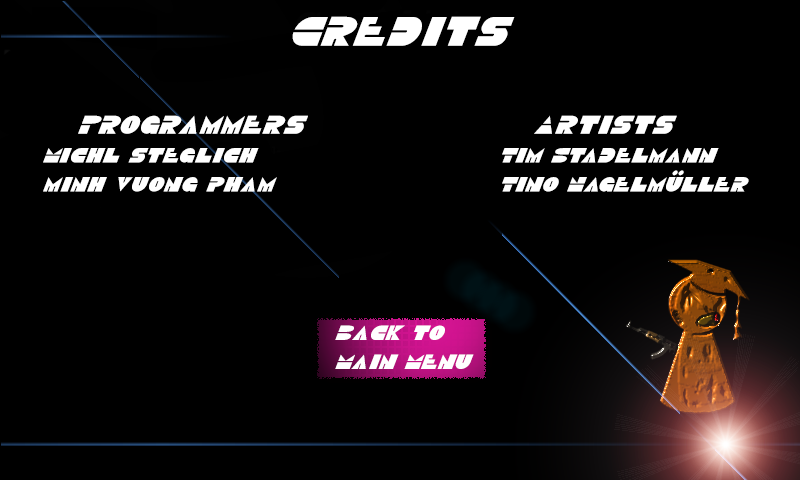 CREDITS
PROGRAMMERS
MICHL STEGLICH
MINH VUONG PHAM
ARTISTS
TIM STADELMANN
TINO NAGELMÜLLER
BACK TO
MAIN MENU